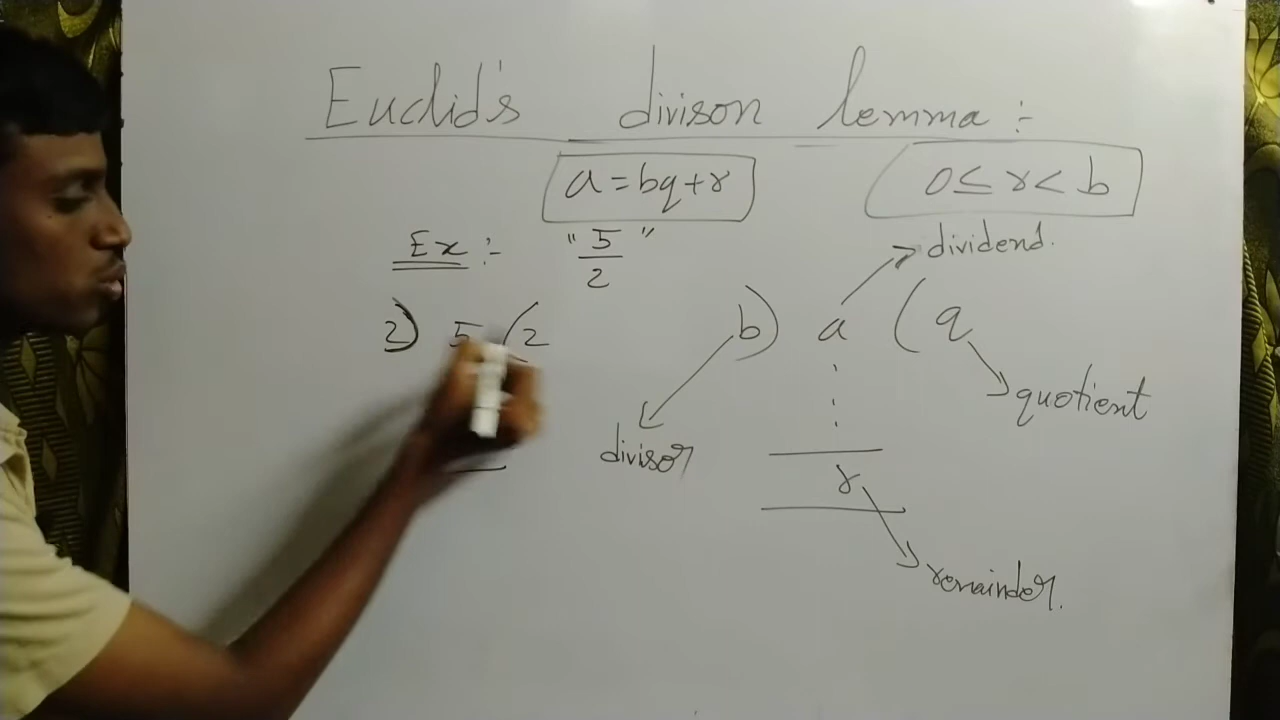 Euclid's divison lemma :-
a = bq + r 0 ≤ r < b
Ex :- " 5/2 "
dividend.
2) 5 (2 b) a ( q
quotient
divisor
r
remainder.